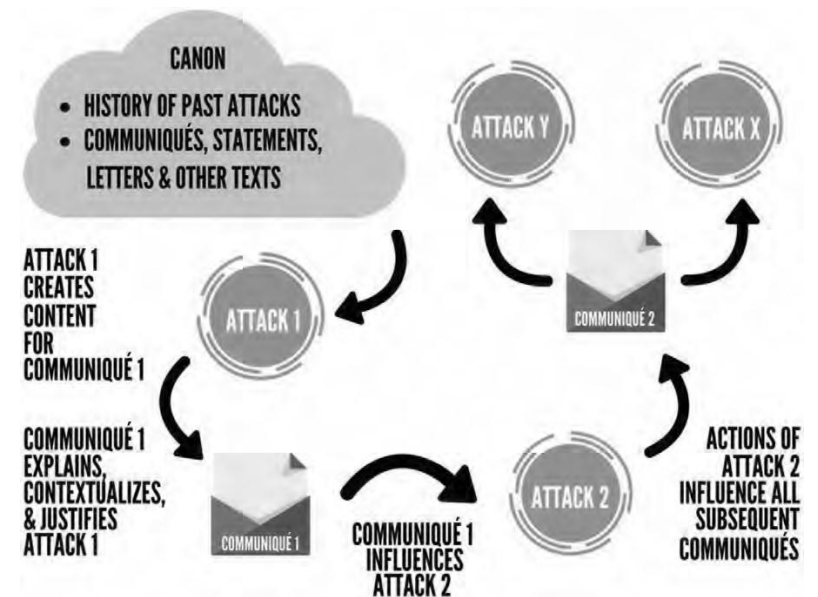 CANON
• HISTORY OF PAST ATTACKS
• COMMUNIQUÉS, STATEMENTS,
LETTERS & OTHER TEXTS
ATTACK Y
ATTACK X
ATTACK 1
CREATES
CONTENT
FOR
COMMUNIQUÉ 1
ATTACK 1
COMMUNIQUÉ 2
COMMUNIQUÉ 1
EXPLAINS,
CONTEXTUALIZES,
& JUSTIFIES
ATTACK 1
COMMUNIQUÉ 1
COMMUNIQUÉ 1
INFLUENCES
ATTACK 2
ATTACK 2
ACTIONS OF
ATTACK 2
INFLUENCE ALL
SUBSEQUENT
COMMUNIQUÉS